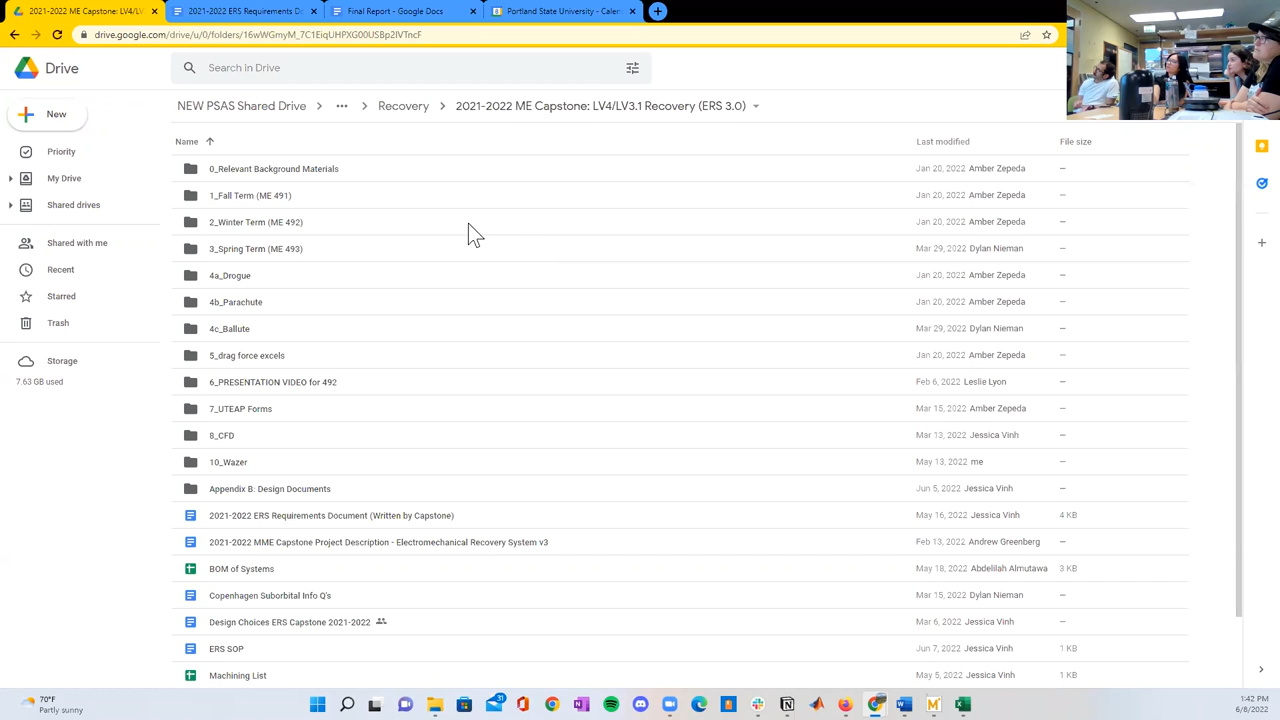 2021-2022 ME Capstone: LV4/LV
2021-2022 ERS Requirements Do
Final Report - Google Docs
Portland State University - Calen
drive.google.com/drive/u/0/folders/16wWGmyM_7C1EiqUHPXG00USBp2IVTncF
Drive
Search in Drive
NEW PSAS Shared Drive
Recovery
2021-2022 ME Capstone: LV4/LV3.1 Recovery (ERS 3.0)
New
Name
Last modified
File size
Priority
My Drive
Shared drives
Shared with me
Recent
Starred
Trash
Storage
7.63 GB used
0_Relevant Background Materials Jan 20, 2022 Amber Zepeda –
1_Fall Term (ME 491) Jan 20, 2022 Amber Zepeda –
2_Winter Term (ME 492) Jan 20, 2022 Amber Zepeda –
3_Spring Term (ME 493) Mar 29, 2022 Dylan Nieman –
4a_Drogue Jan 20, 2022 Amber Zepeda –
4b_Parachute Jan 20, 2022 Amber Zepeda –
4c_Ballute Mar 29, 2022 Dylan Nieman –
5_drag force excels Jan 20, 2022 Amber Zepeda –
6_PRESENTATION VIDEO for 492 Feb 6, 2022 Leslie Lyon –
7_UTEAP Forms Mar 15, 2022 Amber Zepeda –
8_CFD Mar 13, 2022 Jessica Vinh –
10_Wazer May 13, 2022 me –
Appendix B: Design Documents Jun 5, 2022 Jessica Vinh –
2021-2022 ERS Requirements Document (Written by Capstone) May 16, 2022 Jessica Vinh 4 KB
2021-2022 MME Capstone Project Description - Electromechanical Recovery System v3 Feb 13, 2022 Andrew Greenberg –
BOM of Systems May 18, 2022 Abdelilah Almutawa 3 KB
Copenhagen Suborbital Info Q's Mar 15, 2022 Dylan Nieman –
Design Choices ERS Capstone 2021-2022 Mar 6, 2022 Jessica Vinh –
ERS SOP Jun 7, 2022 Jessica Vinh 1 KB
Machining List May 5, 2022 Jessica Vinh 1 KB
70°F
Partly sunny
31
1:42 PM
6/8/2022